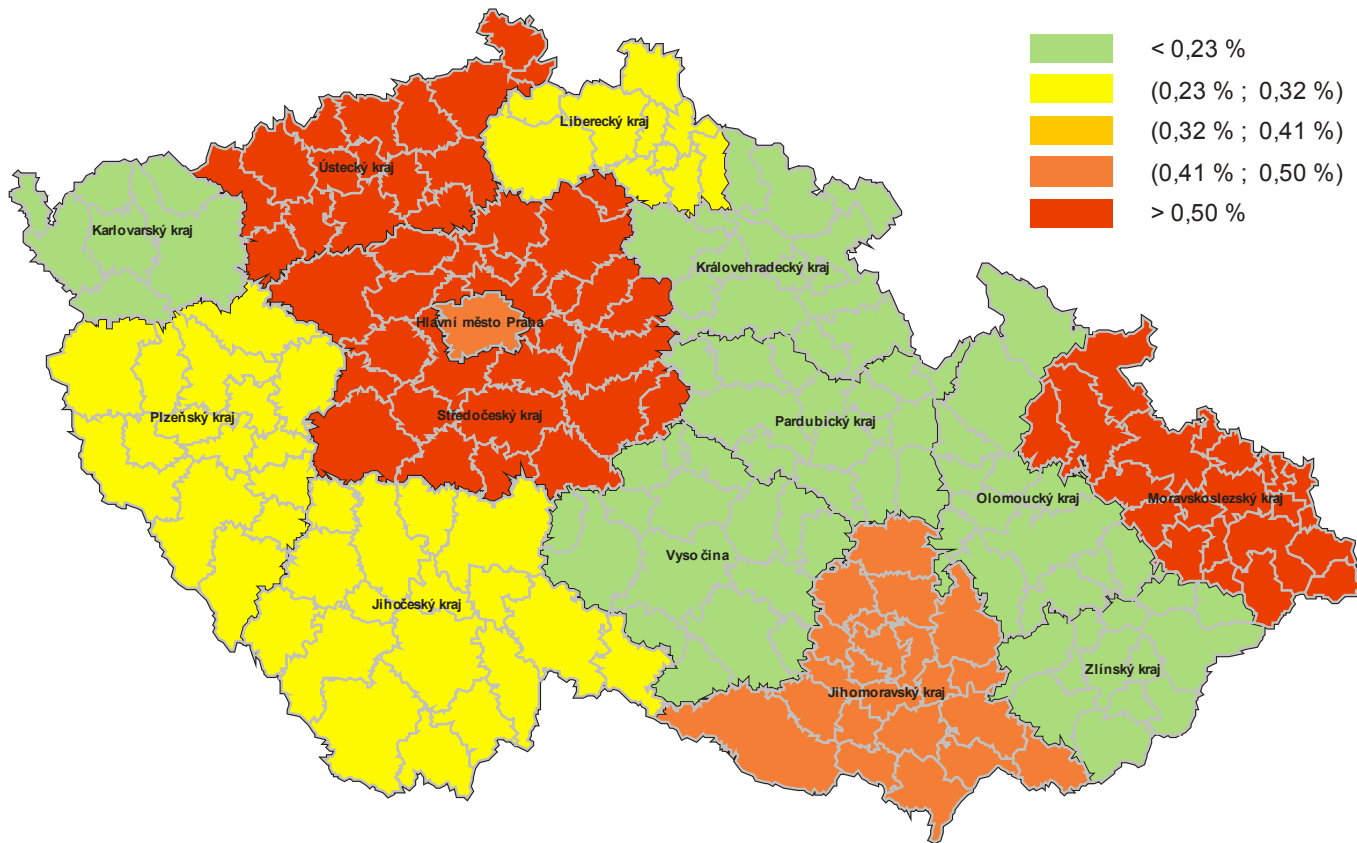 < 0,23 %
(0,23 % ; 0,32 %)
(0,32 % ; 0,41 %)
(0,41 % ; 0,50 %)
> 0,50 %
Liberecký kraj
Ústecký kraj
Karlovarský kraj
Královehradecký kraj
Hlavní město Praha
Plzeňský kraj
Středočeský kraj
Pardubický kraj
Olomoucký kraj
Moravskoslezský kraj
Vysočina
Jihočeský kraj
Zlínský kraj
Jihomoravský kraj